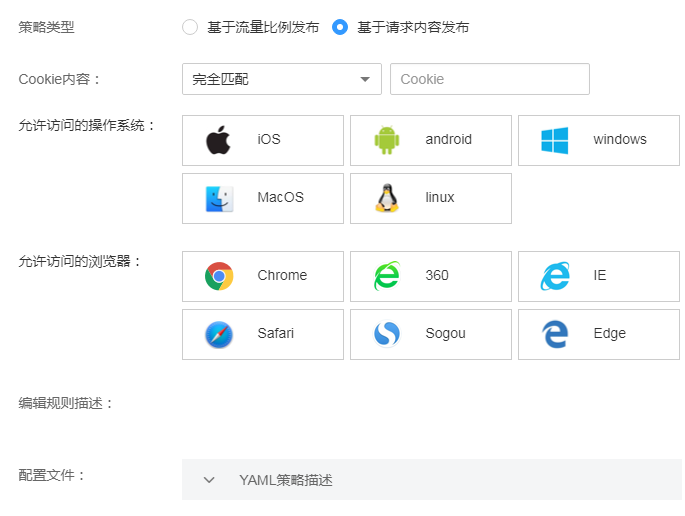 策略类型 基于流量比例发布 基于请求内容发布
Cookie内容： 完全匹配 Cookie
允许访问的操作系统： iOS android windows
MacOS linux
允许访问的浏览器： Chrome 360 IE
Safari Sogou Edge
编辑规则描述：
配置文件： YAML策略描述